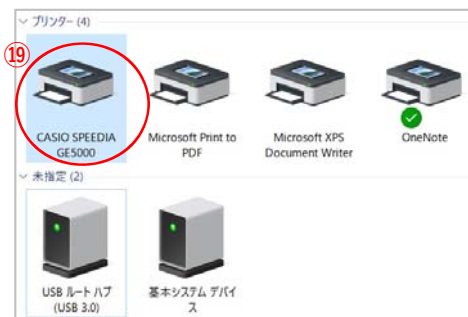 プリンター (4)
⑲
CASIO SPEEDIA
GE5000
Microsoft Print to
PDF
Microsoft XPS
Document Writer
OneNote
未指定 (2)
USB ルート ハブ
(USB 3.0)
基本システム デバイ
ス